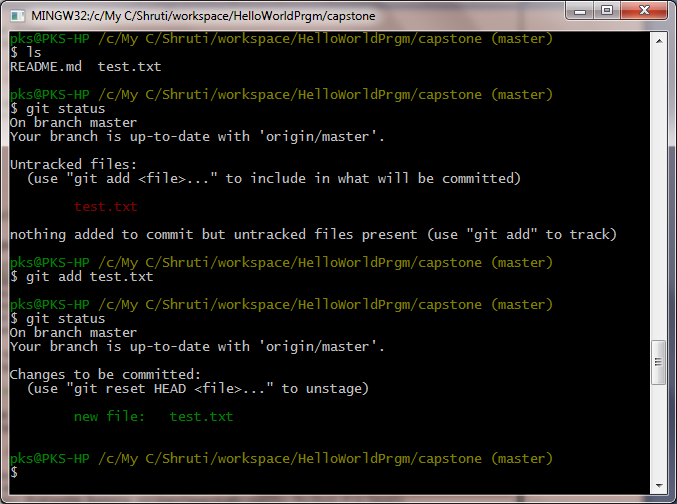 MINGW32:/c/My C/Shruti/workspace/HelloWorldPrgm/capstone
pks@PKS-HP /c/My C/Shruti/workspace/HelloWorldPrgm/capstone (master)
$ ls
README.md  test.txt
pks@PKS-HP /c/My C/Shruti/workspace/HelloWorldPrgm/capstone (master)
$ git status
On branch master
Your branch is up-to-date with 'origin/master'.
Untracked files:
  (use "git add <file>..." to include in what will be committed)
        test.txt
nothing added to commit but untracked files present (use "git add" to track)
pks@PKS-HP /c/My C/Shruti/workspace/HelloWorldPrgm/capstone (master)
$ git add test.txt
pks@PKS-HP /c/My C/Shruti/workspace/HelloWorldPrgm/capstone (master)
$ git status
On branch master
Your branch is up-to-date with 'origin/master'.
Changes to be committed:
  (use "git reset HEAD <file>..." to unstage)
        new file:   test.txt
pks@PKS-HP /c/My C/Shruti/workspace/HelloWorldPrgm/capstone (master)
$